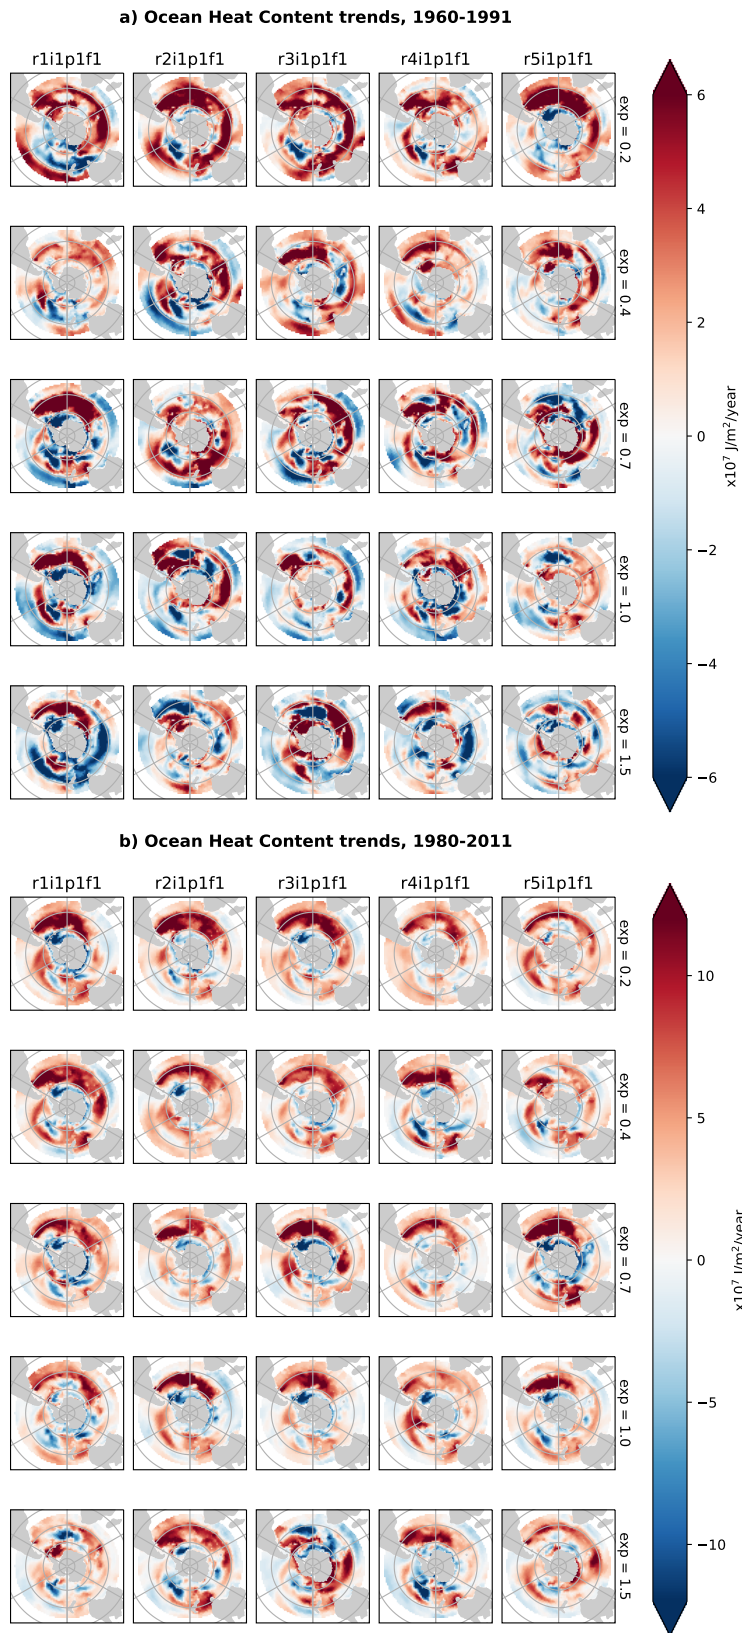 a) Ocean Heat Content trends, 1960-1991
r1i1p1f1 r2i1p1f1 r3i1p1f1 r4i1p1f1 r5i1p1f1
exp = 0.2
exp = 0.4
exp = 0.7
exp = 1.0
exp = 1.5
6
4
2
0
−2
−4
−6
x10⁷ J/m²/year
b) Ocean Heat Content trends, 1980-2011
r1i1p1f1 r2i1p1f1 r3i1p1f1 r4i1p1f1 r5i1p1f1
exp = 0.2
exp = 0.4
exp = 0.7
exp = 1.0
exp = 1.5
10
5
0
−5
−10
x10⁷ J/m²/year